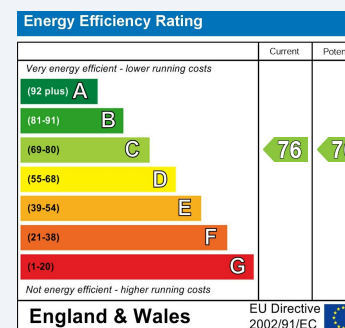 Energy Efficiency Rating
Current
Very energy efficient - lower running costs
(92 plus) A
(81-91) B
(69-80) C 76
(55-68) D
(39-54) E
(21-38) F
(1-20) G
Not energy efficient - higher running costs
England & Wales
EU Directive
2002/91/EC